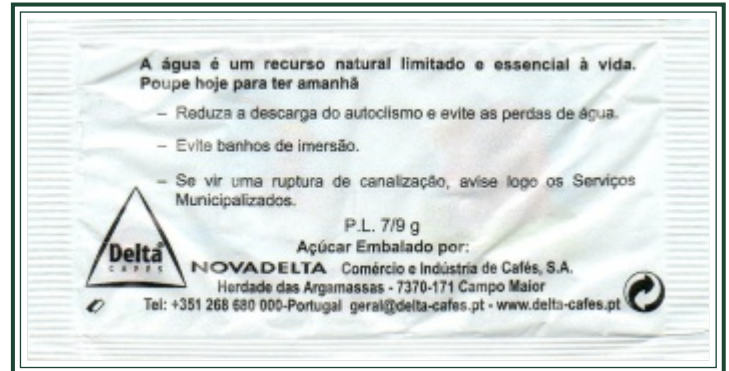 A água é um recurso natural limitado e essencial à vida.
Poupe hoje para ter amanhã
– Reduza a descarga do autoclismo e evite as perdas de água.
– Evite banhos de imersão.
– Se vir uma ruptura de canalização, avise logo os Serviços
Municipalizados.
P.L. 7/9 g
Açúcar Embalado por:
Delta
CAFÉS
NOVADELTA Comércio e Indústria de Cafés, S.A.
Herdade das Argamassas - 7370-171 Campo Maior
Tel: +351 268 680 000-Portugal geral@delta-cafes.pt - www.delta-cafes.pt